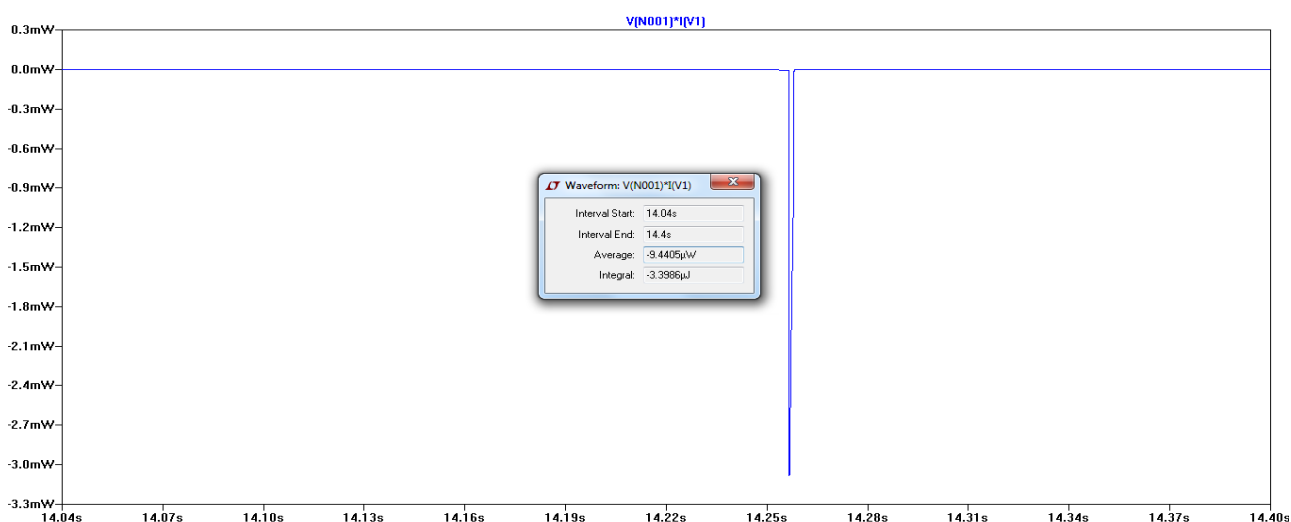 V(N001)*I(V1)
0.3mW
0.0mW
-0.3mW
-0.6mW
-0.9mW
-1.2mW
-1.5mW
-1.8mW
-2.1mW
-2.4mW
-2.7mW
-3.0mW
-3.3mW
Waveform: V(N001)*I(V1)
Interval Start: 14.04s
Interval End: 14.4s
Average: -9.4405µW
Integral: -3.3986µJ
14.04s 14.07s 14.10s 14.13s 14.16s 14.19s 14.22s 14.25s 14.28s 14.31s 14.34s 14.37s 14.40s